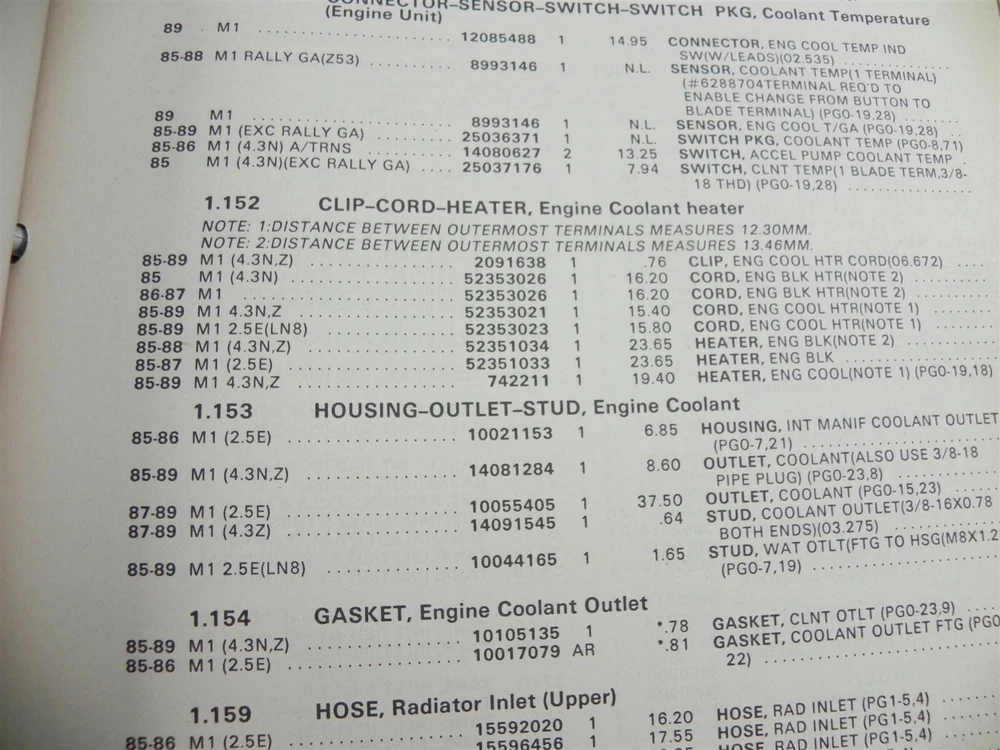 CONNECTOR-SENSOR-SWITCH-SWITCH PKG, Coolant Temperature
(Engine Unit)
89 M1 12085488 1 14.95 CONNECTOR, ENG COOL TEMP IND
SW(W/LEADS)(02.535)
85-88 M1 RALLY GA(Z53) 8993146 1 N.L. SENSOR, COOLANT TEMP(1 TERMINAL)
(#6288704TERMINAL REQ'D TO
ENABLE CHANGE FROM BUTTON TO
BLADE TERMINAL) (PG0-19,28)
89 M1 8993146 1 N.L. SENSOR, ENG COOL T/GA (PG0-19,28)
85-89 M1 (EXC RALLY GA) 25036371 1 N.L. SWITCH PKG, COOLANT TEMP (PG0-8,71)
85-86 M1 (4.3N) A/TRNS 14080627 2 13.25 SWITCH, ACCEL PUMP COOLANT TEMP
85 M1 (4.3N)(EXC RALLY GA) 25037176 1 7.94 SWITCH, CLNT TEMP(1 BLADE TERM,3/8-
18 THD) (PG0-19,28)
1.152 CLIP-CORD-HEATER, Engine Coolant heater
NOTE: 1:DISTANCE BETWEEN OUTERMOST TERMINALS MEASURES 12.30MM.
NOTE: 2:DISTANCE BETWEEN OUTERMOST TERMINALS MEASURES 13.46MM.
85-89 M1 (4.3N,Z) 2091638 1 .76 CLIP, ENG COOL HTR CORD(06.672)
85 M1 (4.3N) 52353026 1 16.20 CORD, ENG BLK HTR(NOTE 2)
86-87 M1 52353026 1 16.20 CORD, ENG BLK HTR(NOTE 2)
85-89 M1 4.3N,Z 52353021 1 15.40 CORD, ENG COOL HTR(NOTE 1)
85-89 M1 2.5E(LN8) 52353023 1 15.80 CORD, ENG COOL HTR(NOTE 1)
85-88 M1 (4.3N,Z) 52351034 1 23.65 HEATER, ENG BLK(NOTE 2)
85-87 M1 (2.5E) 52351033 1 23.65 HEATER, ENG BLK
85-89 M1 4.3N,Z 742211 1 19.40 HEATER, ENG COOL(NOTE 1) (PG0-19,18)
1.153 HOUSING-OUTLET-STUD, Engine Coolant
85-86 M1 (2.5E) 10021153 1 6.85 HOUSING, INT MANIF COOLANT OUTLET
(PG0-7,21)
85-89 M1 (4.3N,Z) 14081284 1 8.60 OUTLET, COOLANT(ALSO USE 3/8-18
PIPE PLUG) (PG0-23,8)
87-89 M1 (2.5E) 10055405 1 37.50 OUTLET, COOLANT (PG0-15,23)
87-89 M1 (4.3Z) 14091545 1 .64 STUD, COOLANT OUTLET(3/8-16X0.78
BOTH ENDS)(03.275)
85-89 M1 2.5E(LN8) 10044165 1 1.65 STUD, WAT OTLT(FTG TO HSG(M8X1.2
(PG0-7,19)
1.154 GASKET, Engine Coolant Outlet
85-89 M1 (4.3N,Z) 10105135 1 *.78 GASKET, CLNT OTLT (PG0-23,9)
85-86 M1 (2.5E) 10017079 AR *.81 GASKET, COOLANT OUTLET FTG (PG0
22)
1.159 HOSE, Radiator Inlet (Upper)
85-86 M1 (2.5E) 15592020 1 16.20 HOSE, RAD INLET (PG1-5,4)
15596456 1 17.55 HOSE, RAD INLET (PG1-5,4)
HOSE, RAD INLET (PG1-5,4)